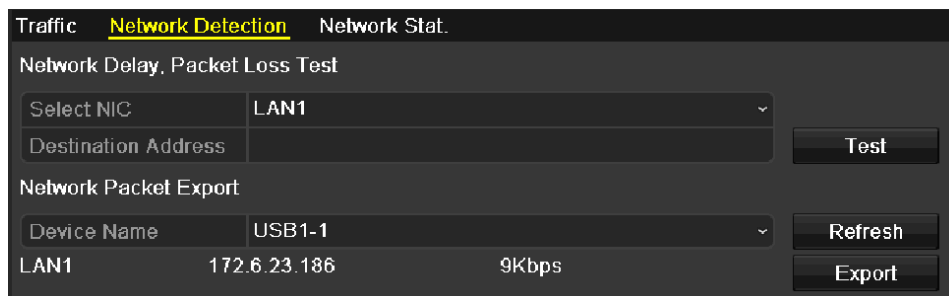 Traffic Network Detection Network Stat.
Network Delay, Packet Loss Test
Select NIC LAN1
Destination Address Test
Network Packet Export
Device Name USB1-1 Refresh
LAN1 172.6.23.186 9Kbps Export